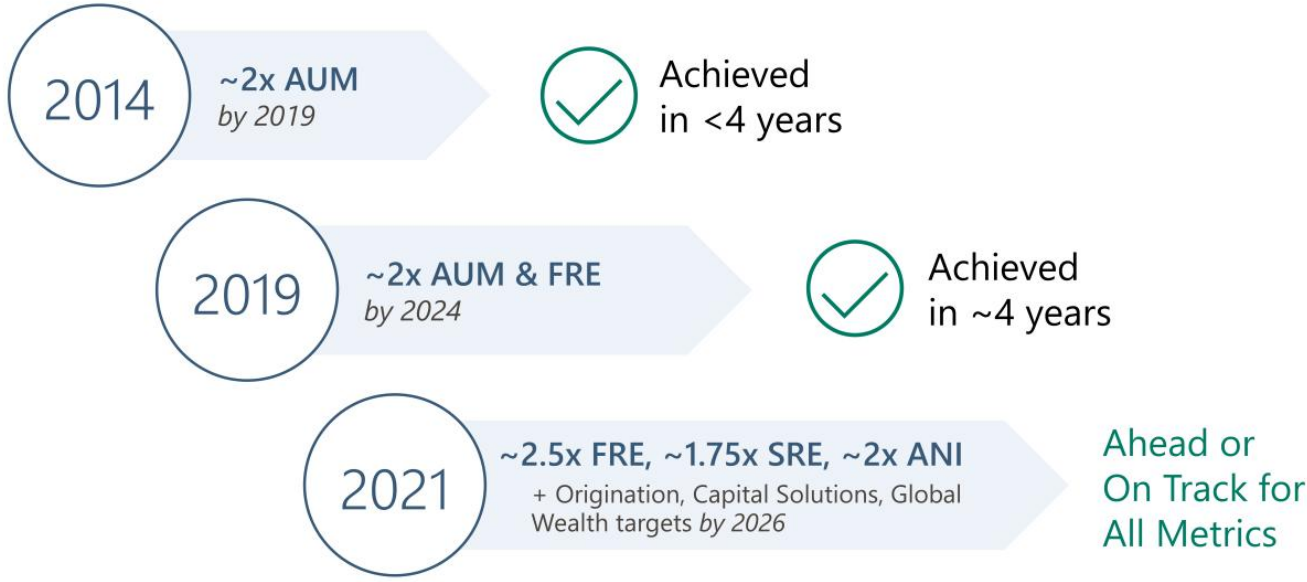 2014
~2x AUM
by 2019
Achieved
in <4 years
2019
~2x AUM & FRE
by 2024
Achieved
in ~4 years
2021
~2.5x FRE, ~1.75x SRE, ~2x ANI
+ Origination, Capital Solutions, Global
Wealth targets by 2026
Ahead or
On Track for
All Metrics